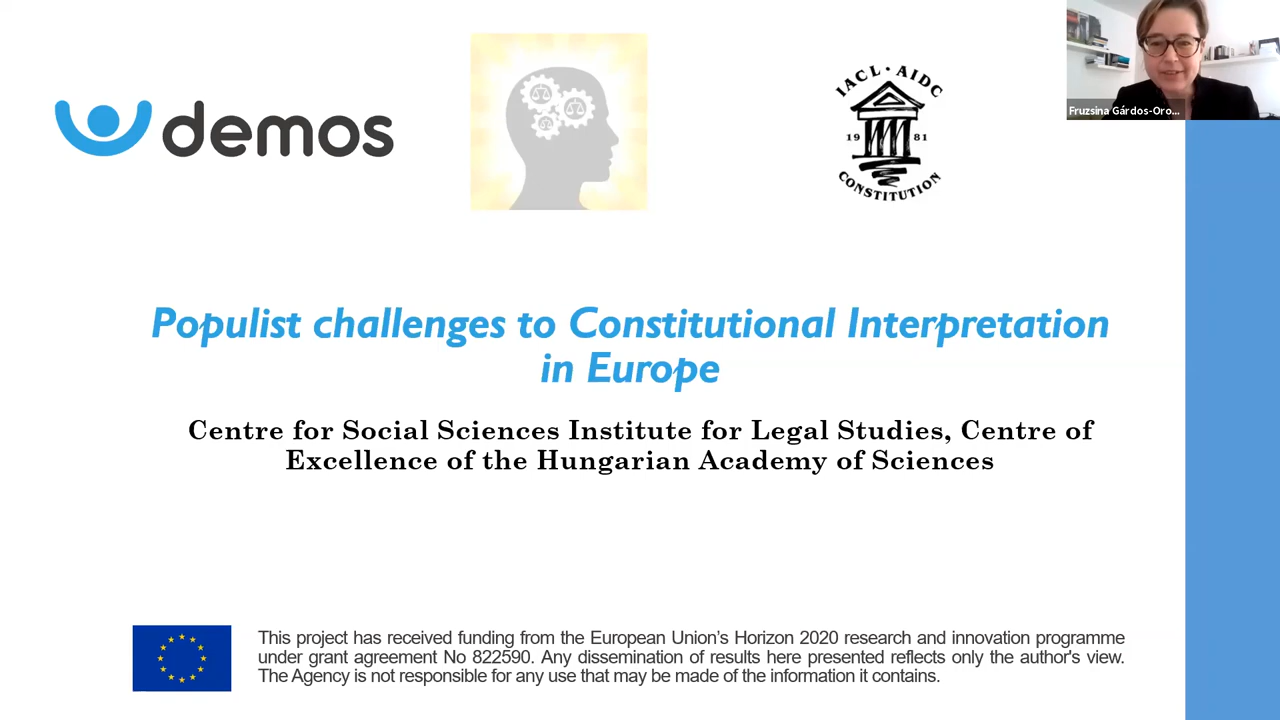 demos
IACL · AIDC
1981
CONSTITUTION
Fruzsina Gárdos-Oro...
Populist challenges to Constitutional Interpretation
in Europe
Centre for Social Sciences Institute for Legal Studies, Centre of
Excellence of the Hungarian Academy of Sciences
This project has received funding from the European Union's Horizon 2020 research and innovation programme
under grant agreement No 822590. Any dissemination of results here presented reflects only the author's view.
The Agency is not responsible for any use that may be made of the information it contains.